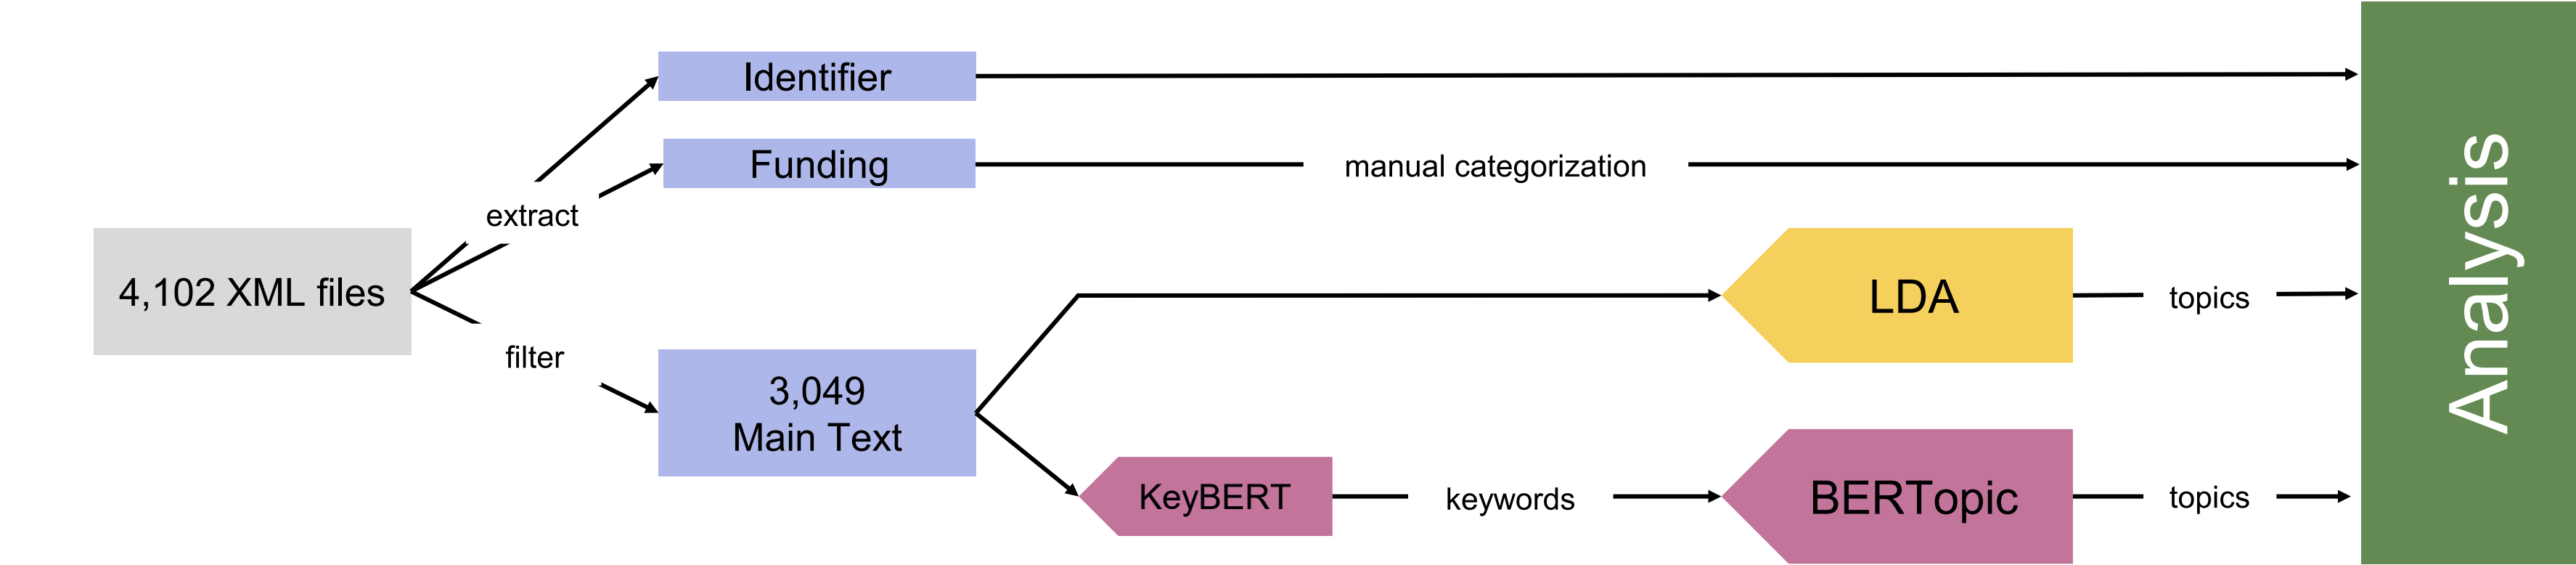 Identifier
Funding
manual categorization
extract
4,102 XML files
filter
3,049
Main Text
LDA
topics
KeyBERT
keywords
BERTopic
topics
Analysis